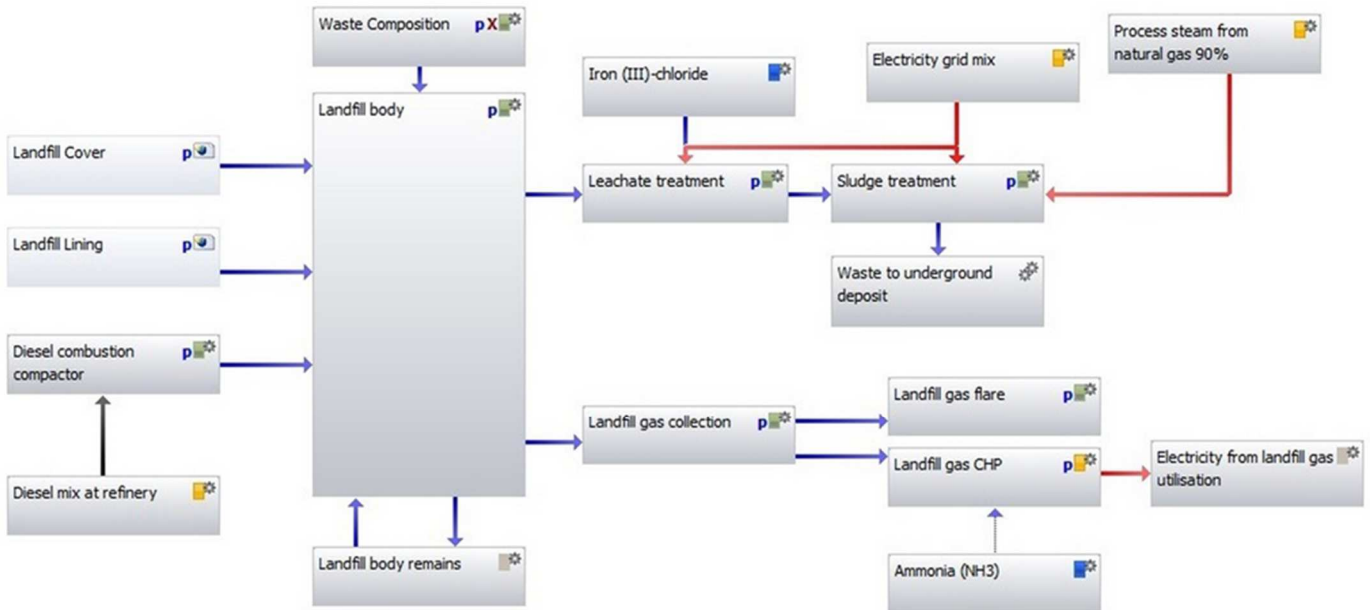 Waste Composition p X
Iron (III)-chloride
Electricity grid mix
Process steam from
natural gas 90%
Landfill body p
Landfill Cover p
Leachate treatment p
Sludge treatment p
Landfill Lining p
Waste to underground
deposit
Diesel combustion p
compactor
Landfill gas collection p
Landfill gas flare p
Landfill gas CHP p
Electricity from landfill gas
utilisation
Diesel mix at refinery
Landfill body remains
Ammonia (NH3)